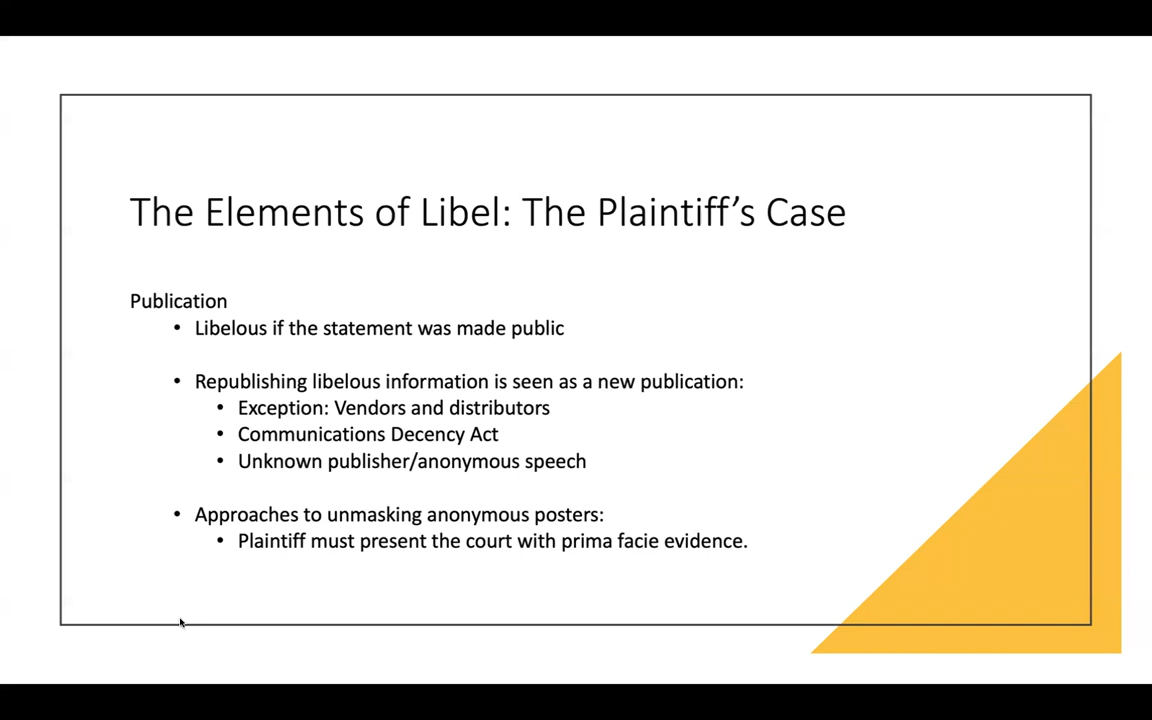 The Elements of Libel: The Plaintiff’s Case
Publication
• Libelous if the statement was made public
• Republishing libelous information is seen as a new publication:
• Exception: Vendors and distributors
• Communications Decency Act
• Unknown publisher/anonymous speech
• Approaches to unmasking anonymous posters:
• Plaintiff must present the court with prima facie evidence.